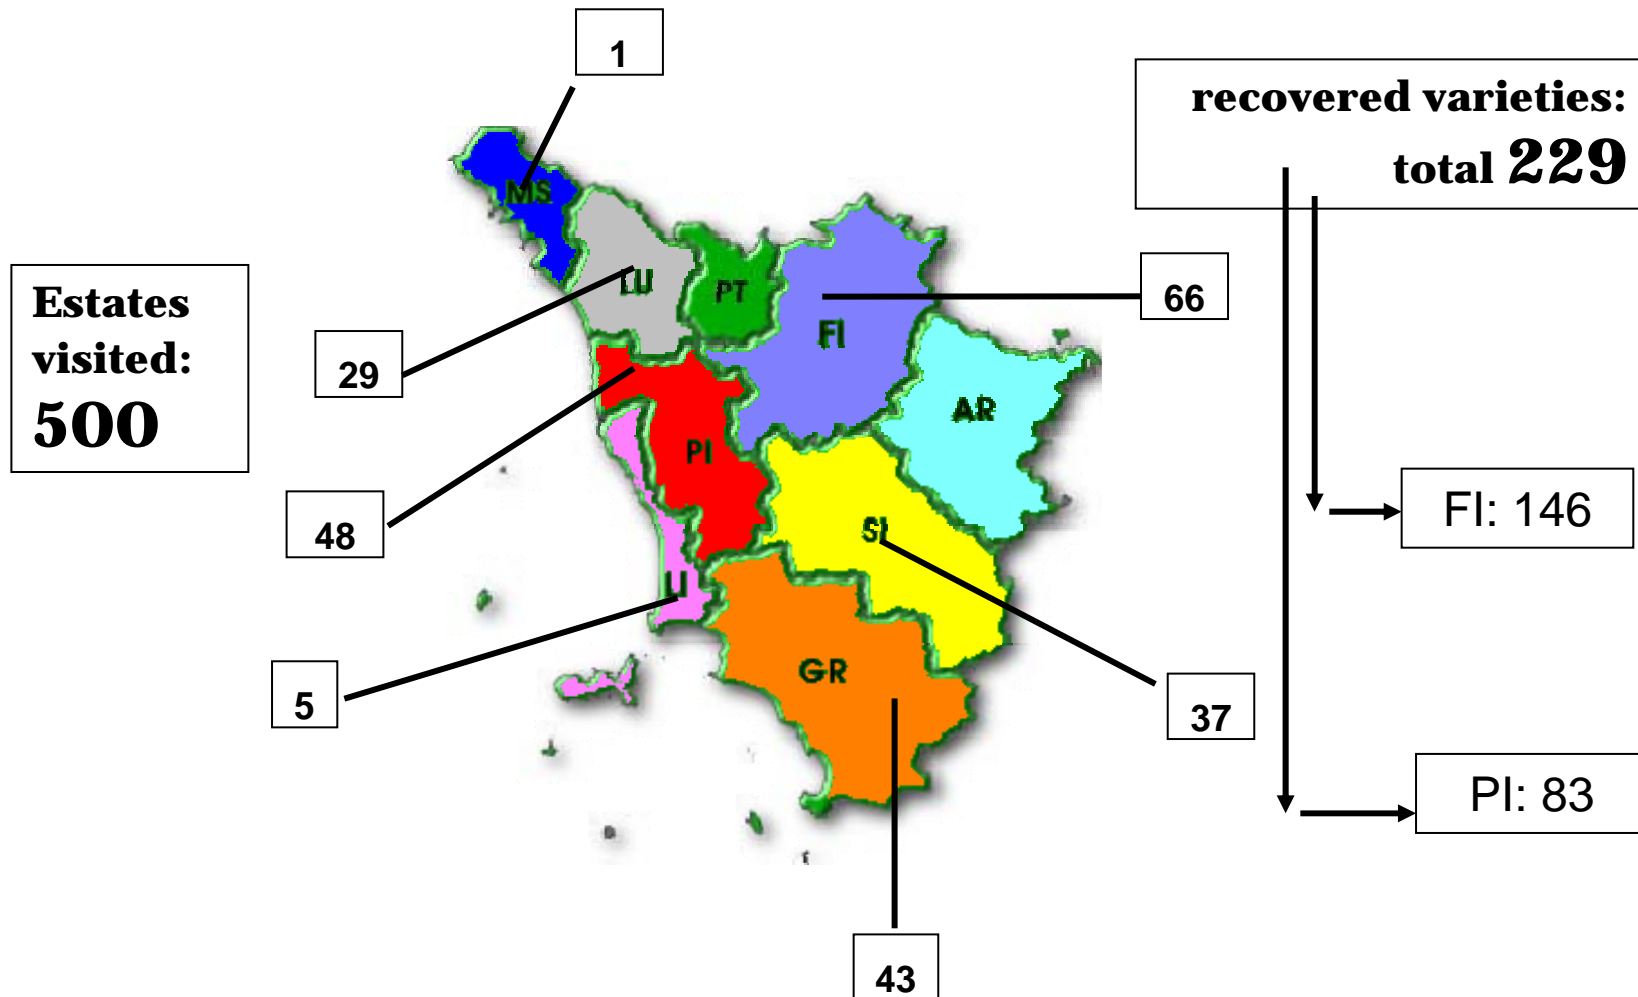 1
recovered varieties:
total 229
MS
Estates
visited:
500
LU
PT
66
29
FI
AR
PI
FI: 146
48
SI
LI
5
GR
37
PI: 83
43